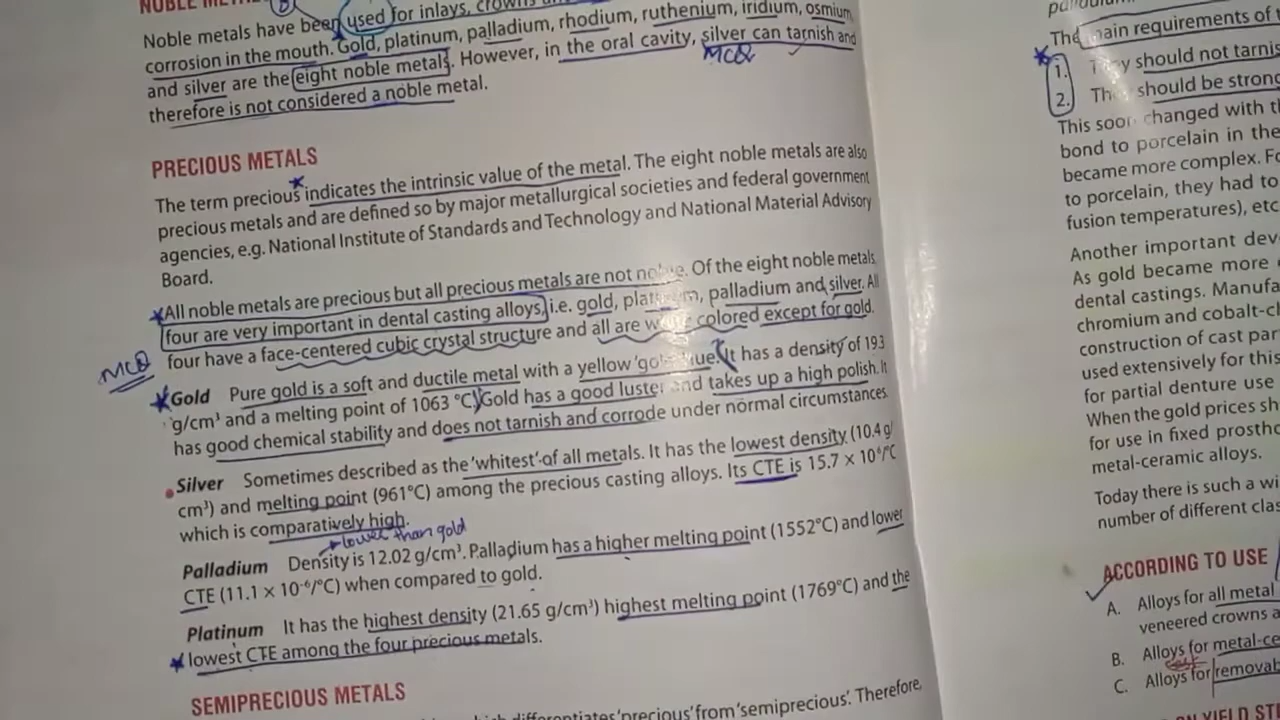 NOBLE METALS
Noble metals have been used for inlays, crowns
corrosion in the mouth. Gold, platinum, palladium, rhodium, ruthenium, iridium, osmium,
and silver are the eight noble metals. However, in the oral cavity, silver can tarnish and
MCQ
therefore is not considered a noble metal.
PRECIOUS METALS
The term precious indicates the intrinsic value of the metal. The eight noble metals are also
precious metals and are defined so by major metallurgical societies and federal government
agencies, e.g. National Institute of Standards and Technology and National Material Advisory
Board.
All noble metals are precious but all precious metals are not noble. Of the eight noble metals,
four are very important in dental casting alloys, i.e. gold, platinum, palladium and silver. All
four have a face-centered cubic crystal structure and all are white colored except for gold.
MCQ
Gold Pure gold is a soft and ductile metal with a yellow 'gold' hue. It has a density of 193
g/cm³ and a melting point of 1063 °C. Gold has a good luster and takes up a high polish. It
has good chemical stability and does not tarnish and corrode under normal circumstances.
Silver Sometimes described as the 'whitest' of all metals. It has the lowest density (10.4 g/
cm³) and melting point (961°C) among the precious casting alloys. Its CTE is 15.7 × 10⁶/°C
which is comparatively high.
lower than gold
Palladium Density is 12.02 g/cm³. Palladium has a higher melting point (1552°C) and lower
CTE (11.1 × 10⁻⁶/°C) when compared to gold.
Platinum It has the highest density (21.65 g/cm³) highest melting point (1769°C) and the
lowest CTE among the four precious metals.
SEMIPRECIOUS METALS
differentiates 'precious' from 'semiprecious'. Therefore,
The main requirements of
1. They should not tarnis
2. They should be strong
This soon changed with th
bond to porcelain in the
became more complex. Fo
to porcelain, they had to
fusion temperatures), etc
Another important dev
As gold became more
dental castings. Manufa
chromium and cobalt-c
construction of cast par
used extensively for this
for partial denture use
When the gold prices sh
for use in fixed prostho
metal-ceramic alloys.
Today there is such a wi
number of different clas
ACCORDING TO USE
A. Alloys for all metal
veneered crowns a
B. Alloys for metal-ce
C. Alloys for removab
ON YIELD ST